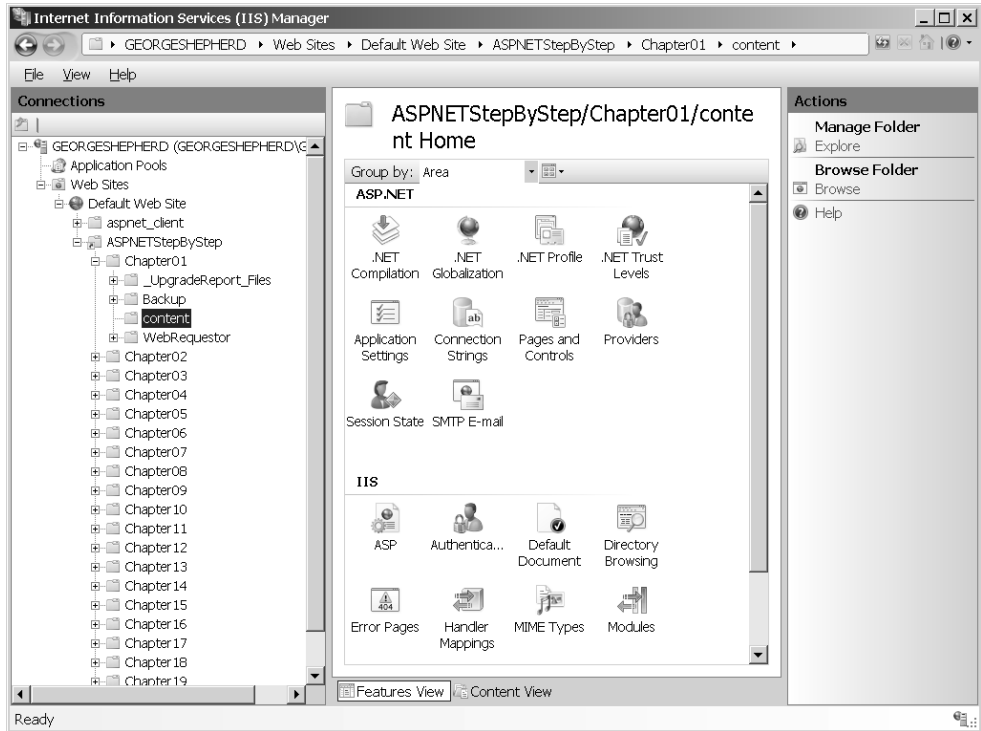 Internet Information Services (IIS) Manager
GEORGESHEPHERD Web Sites Default Web Site ASPNETStepByStep Chapter01 content
File View Help
Connections
GEORGESHEPHERD (GEORGESHEPHERD\G
Application Pools
Web Sites
Default Web Site
aspnet_client
ASPNETStepByStep
Chapter01
_UpgradeReport_Files
Backup
content
WebRequestor
Chapter02
Chapter03
Chapter04
Chapter05
Chapter06
Chapter07
Chapter08
Chapter09
Chapter10
Chapter11
Chapter12
Chapter13
Chapter14
Chapter15
Chapter16
Chapter17
Chapter18
Chapter19
ASPNETStepByStep/Chapter01/conte
nt Home
Group by: Area
ASP.NET
.NET Compilation
.NET Globalization
.NET Profile
.NET Trust Levels
Application Settings
ab
Connection Strings
Pages and Controls
Providers
Session State
SMTP E-mail
IIS
ASP
Authentica...
Default Document
Directory Browsing
404
Error Pages
Handler Mappings
MIME Types
Modules
Features View
Content View
Actions
Manage Folder
Explore
Browse Folder
Browse
Help
Ready